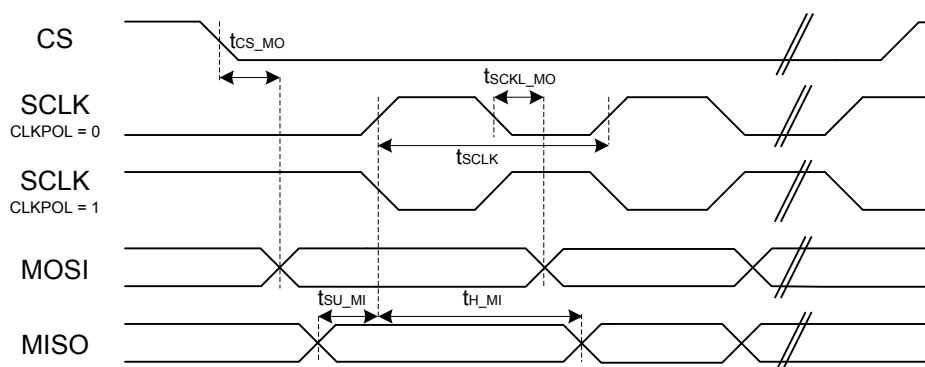 CS
tCS_MO
SCLK
CLKPOL = 0
tSCKL_MO
tSCLK
SCLK
CLKPOL = 1
MOSI
tSU_MI
tH_MI
MISO